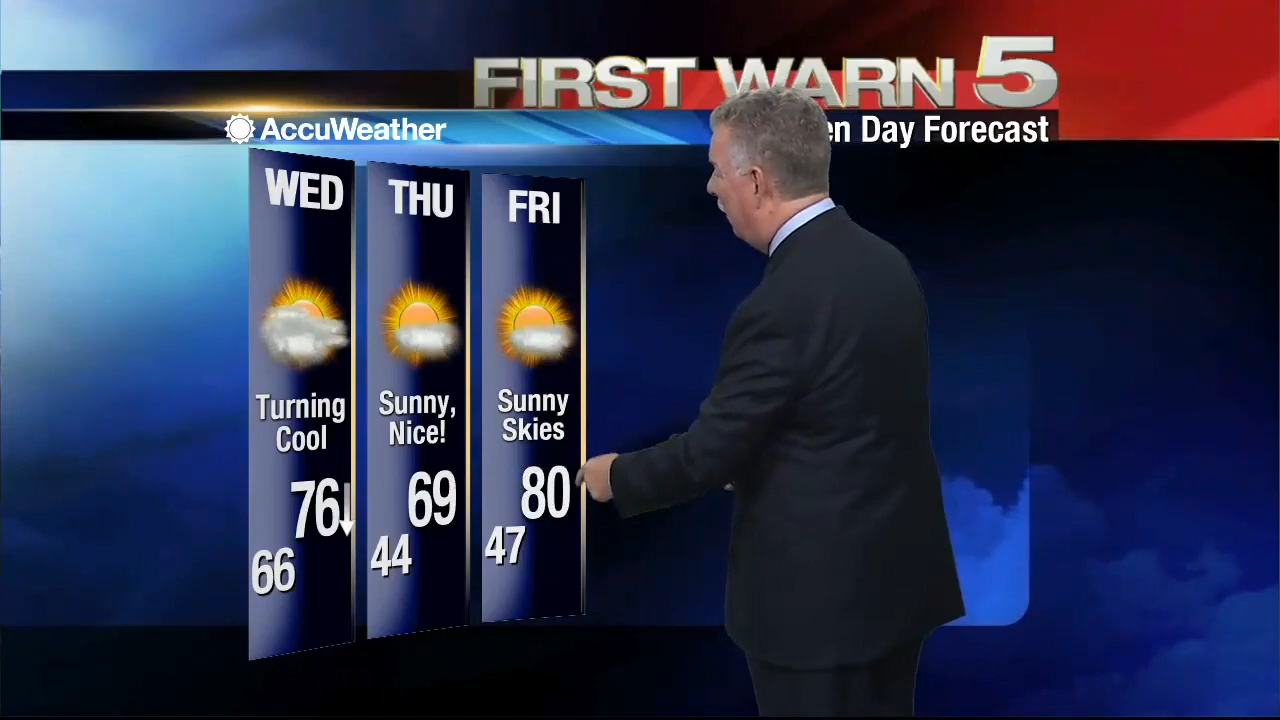 FIRST WARN 5
AccuWeather
en Day Forecast
WED
THU
FRI
Turning
Cool
Sunny,
Nice!
Sunny
Skies
76
69
80
66
44
47